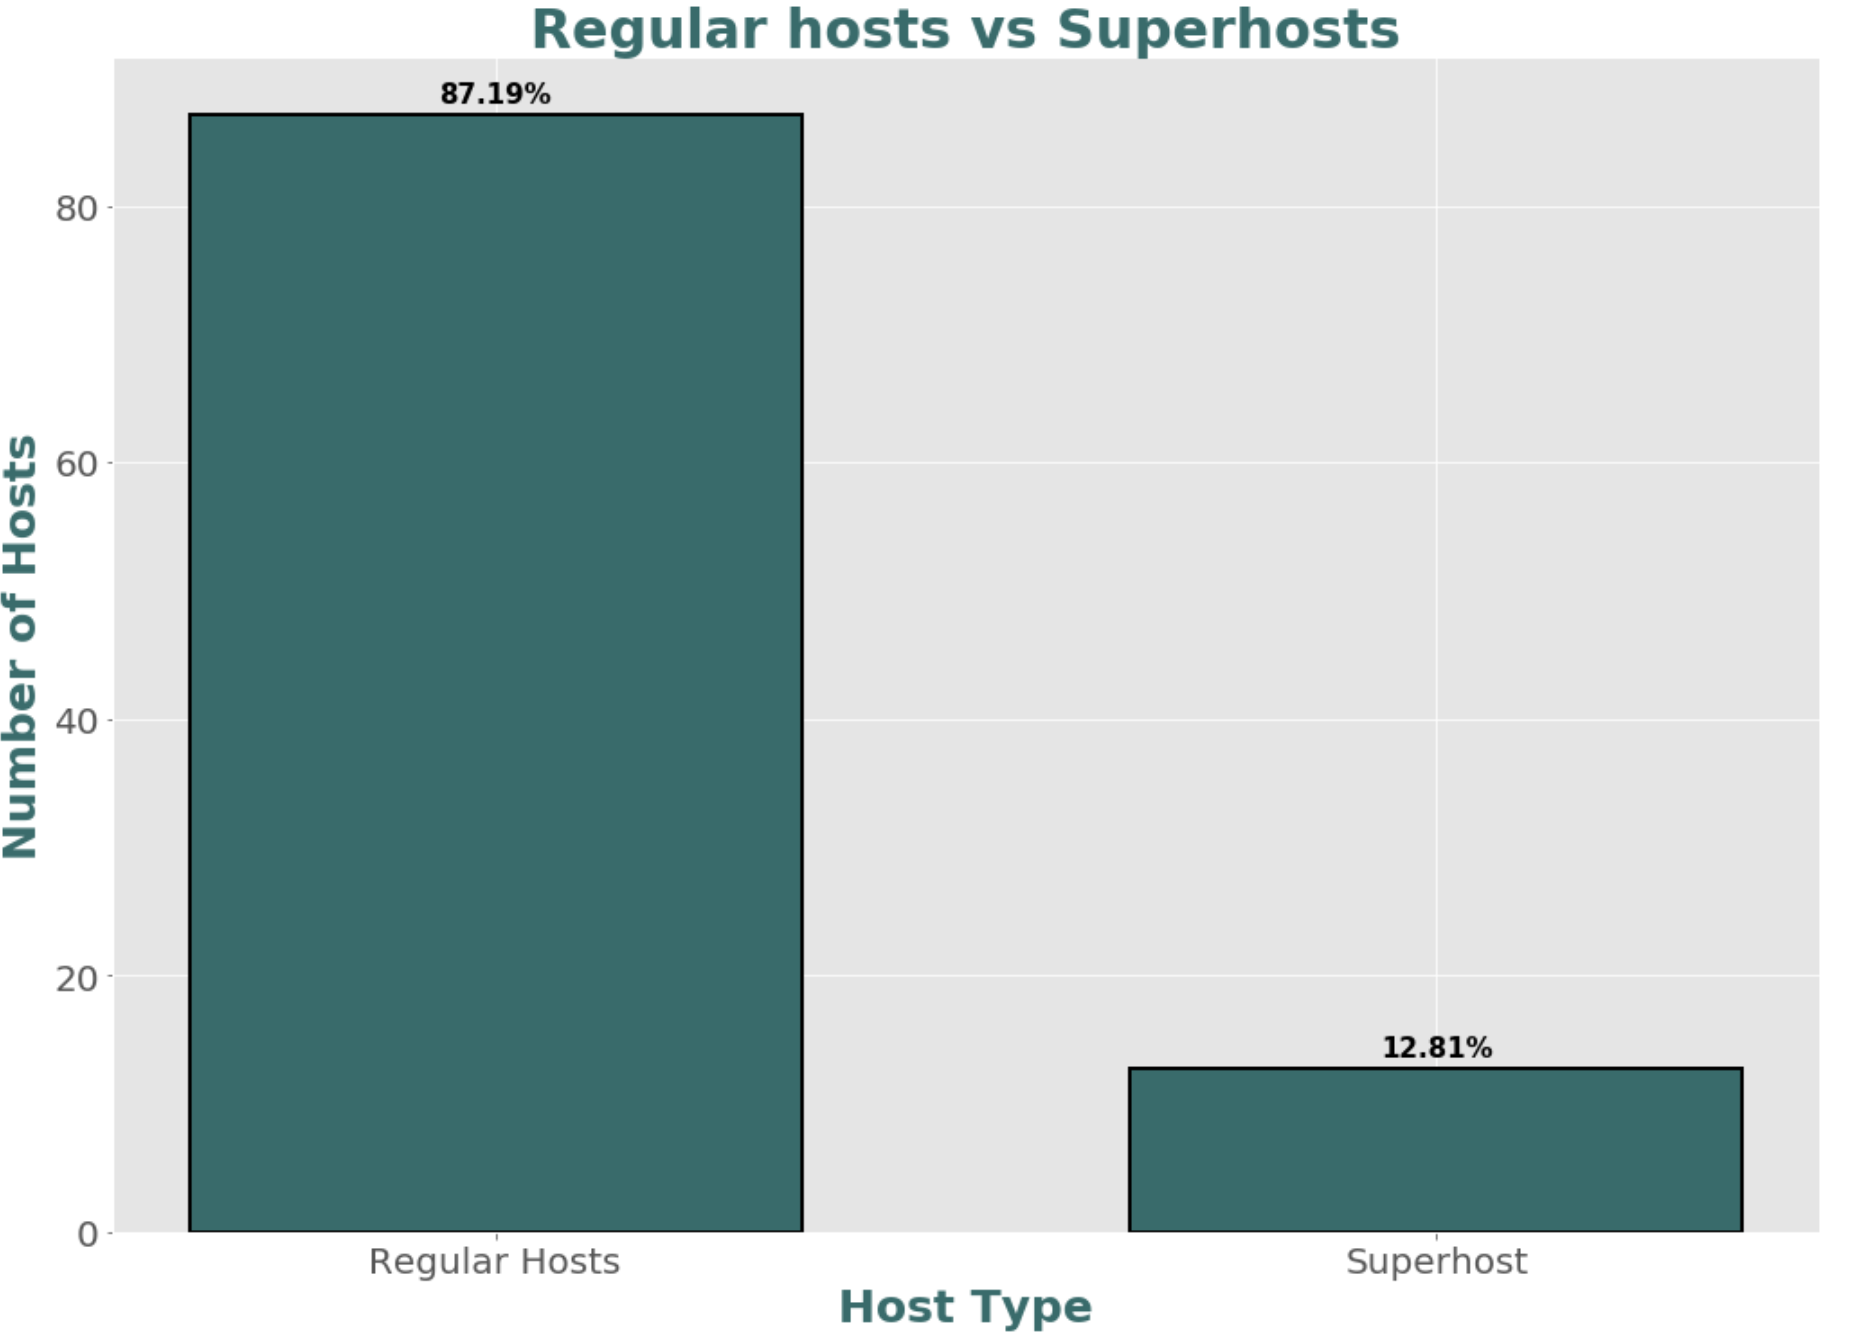 Regular hosts vs Superhosts
87.19%
80
60
40
20
0
12.81%
Number of Hosts
Regular Hosts
Superhost
Host Type